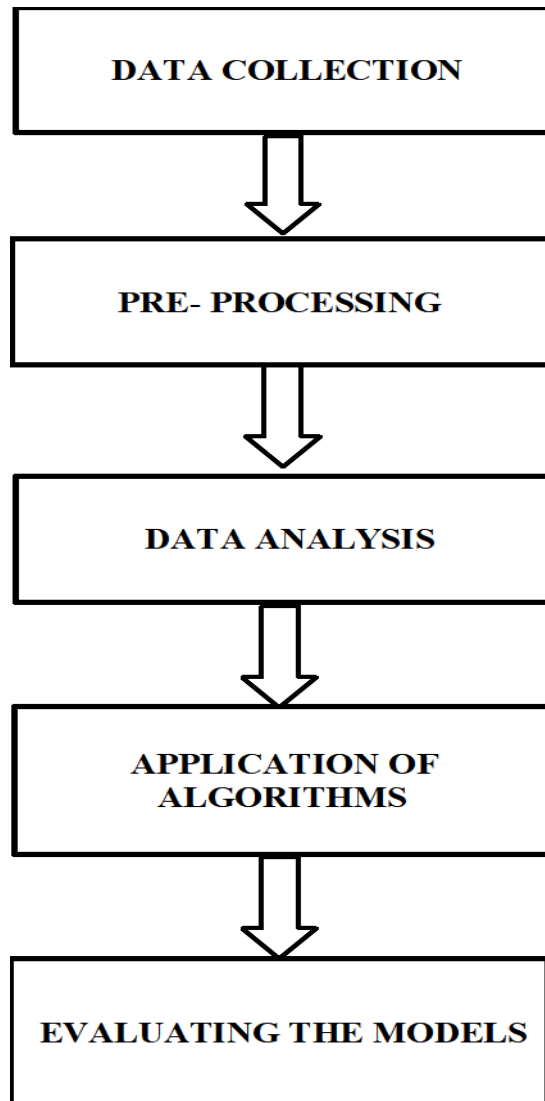 DATA COLLECTION
PRE- PROCESSING
DATA ANALYSIS
APPLICATION OF
ALGORITHMS
EVALUATING THE MODELS